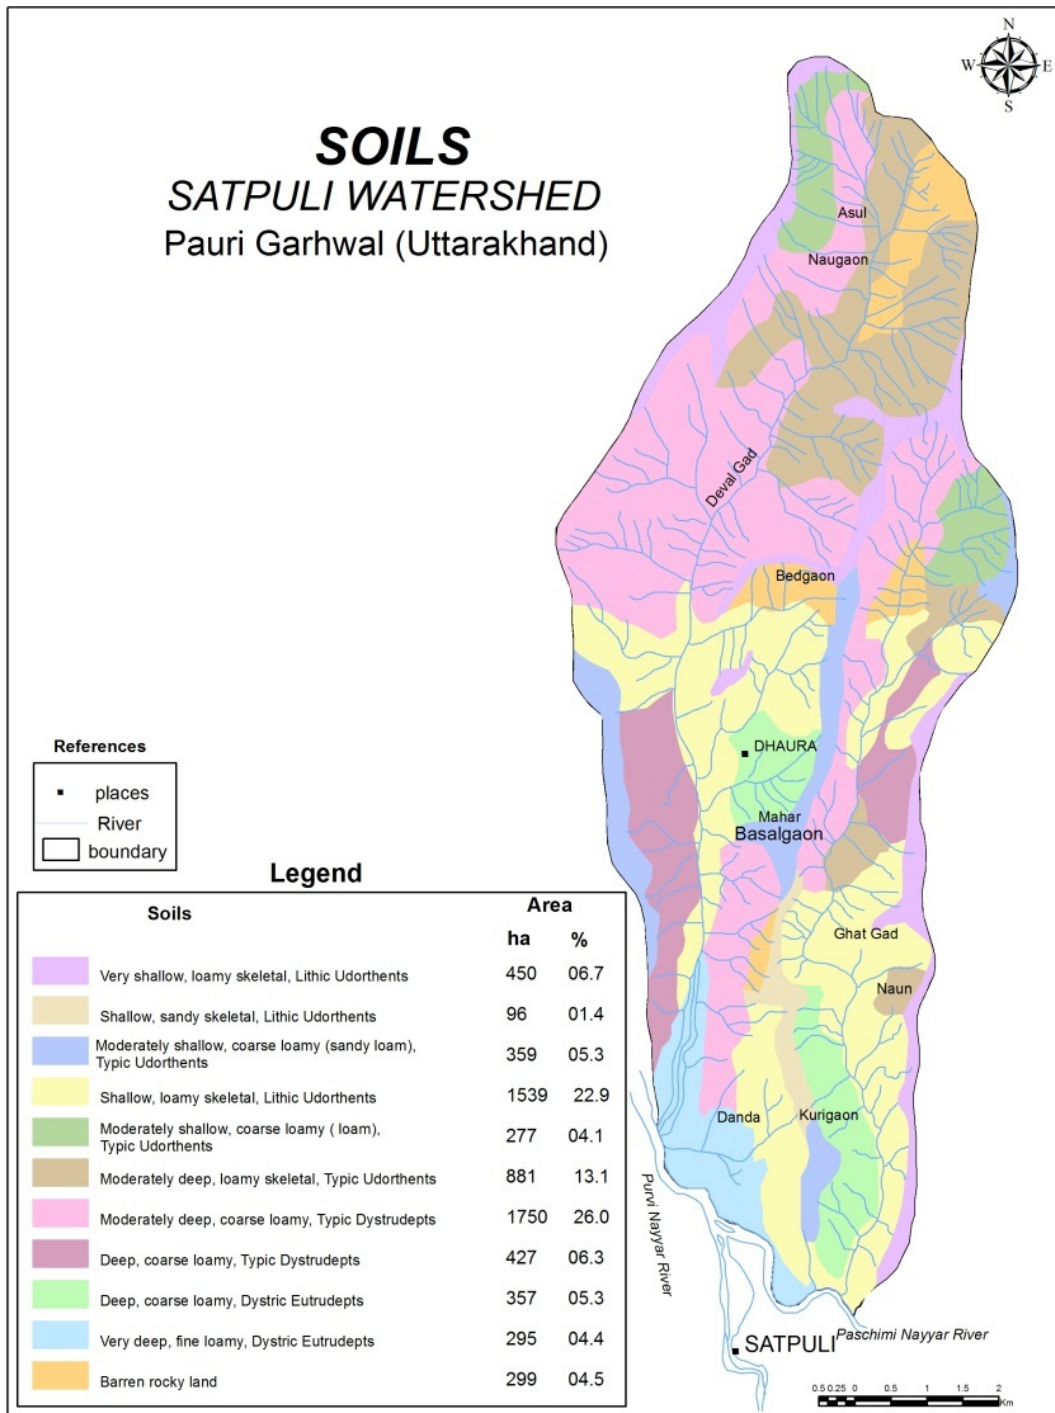 SOILS
SATPULI WATERSHED
Pauri Garhwal (Uttarakhand)
N
W
E
S
Asul
Naugaon
Deval Gad
Bedgaon
DHAURA
Mahar
Basalgaon
Ghat Gad
Naun
Danda
Kurigaon
Purvi Nayyar River
Paschimi Nayyar River
SATPULI
References
places
River
boundary
Legend
Soils
Area
ha %
Very shallow, loamy skeletal, Lithic Udorthents 450 06.7
Shallow, sandy skeletal, Lithic Udorthents 96 01.4
Moderately shallow, coarse loamy (sandy loam),
Typic Udorthents 359 05.3
Shallow, loamy skeletal, Lithic Udorthents 1539 22.9
Moderately shallow, coarse loamy ( loam),
Typic Udorthents 277 04.1
Moderately deep, loamy skeletal, Typic Udorthents 881 13.1
Moderately deep, coarse loamy, Typic Dystrudepts 1750 26.0
Deep, coarse loamy, Typic Dystrudepts 427 06.3
Deep, coarse loamy, Dystric Eutrudepts 357 05.3
Very deep, fine loamy, Dystric Eutrudepts 295 04.4
Barren rocky land 299 04.5
0.5 0.25 0 0.5 1 1.5 2
Km